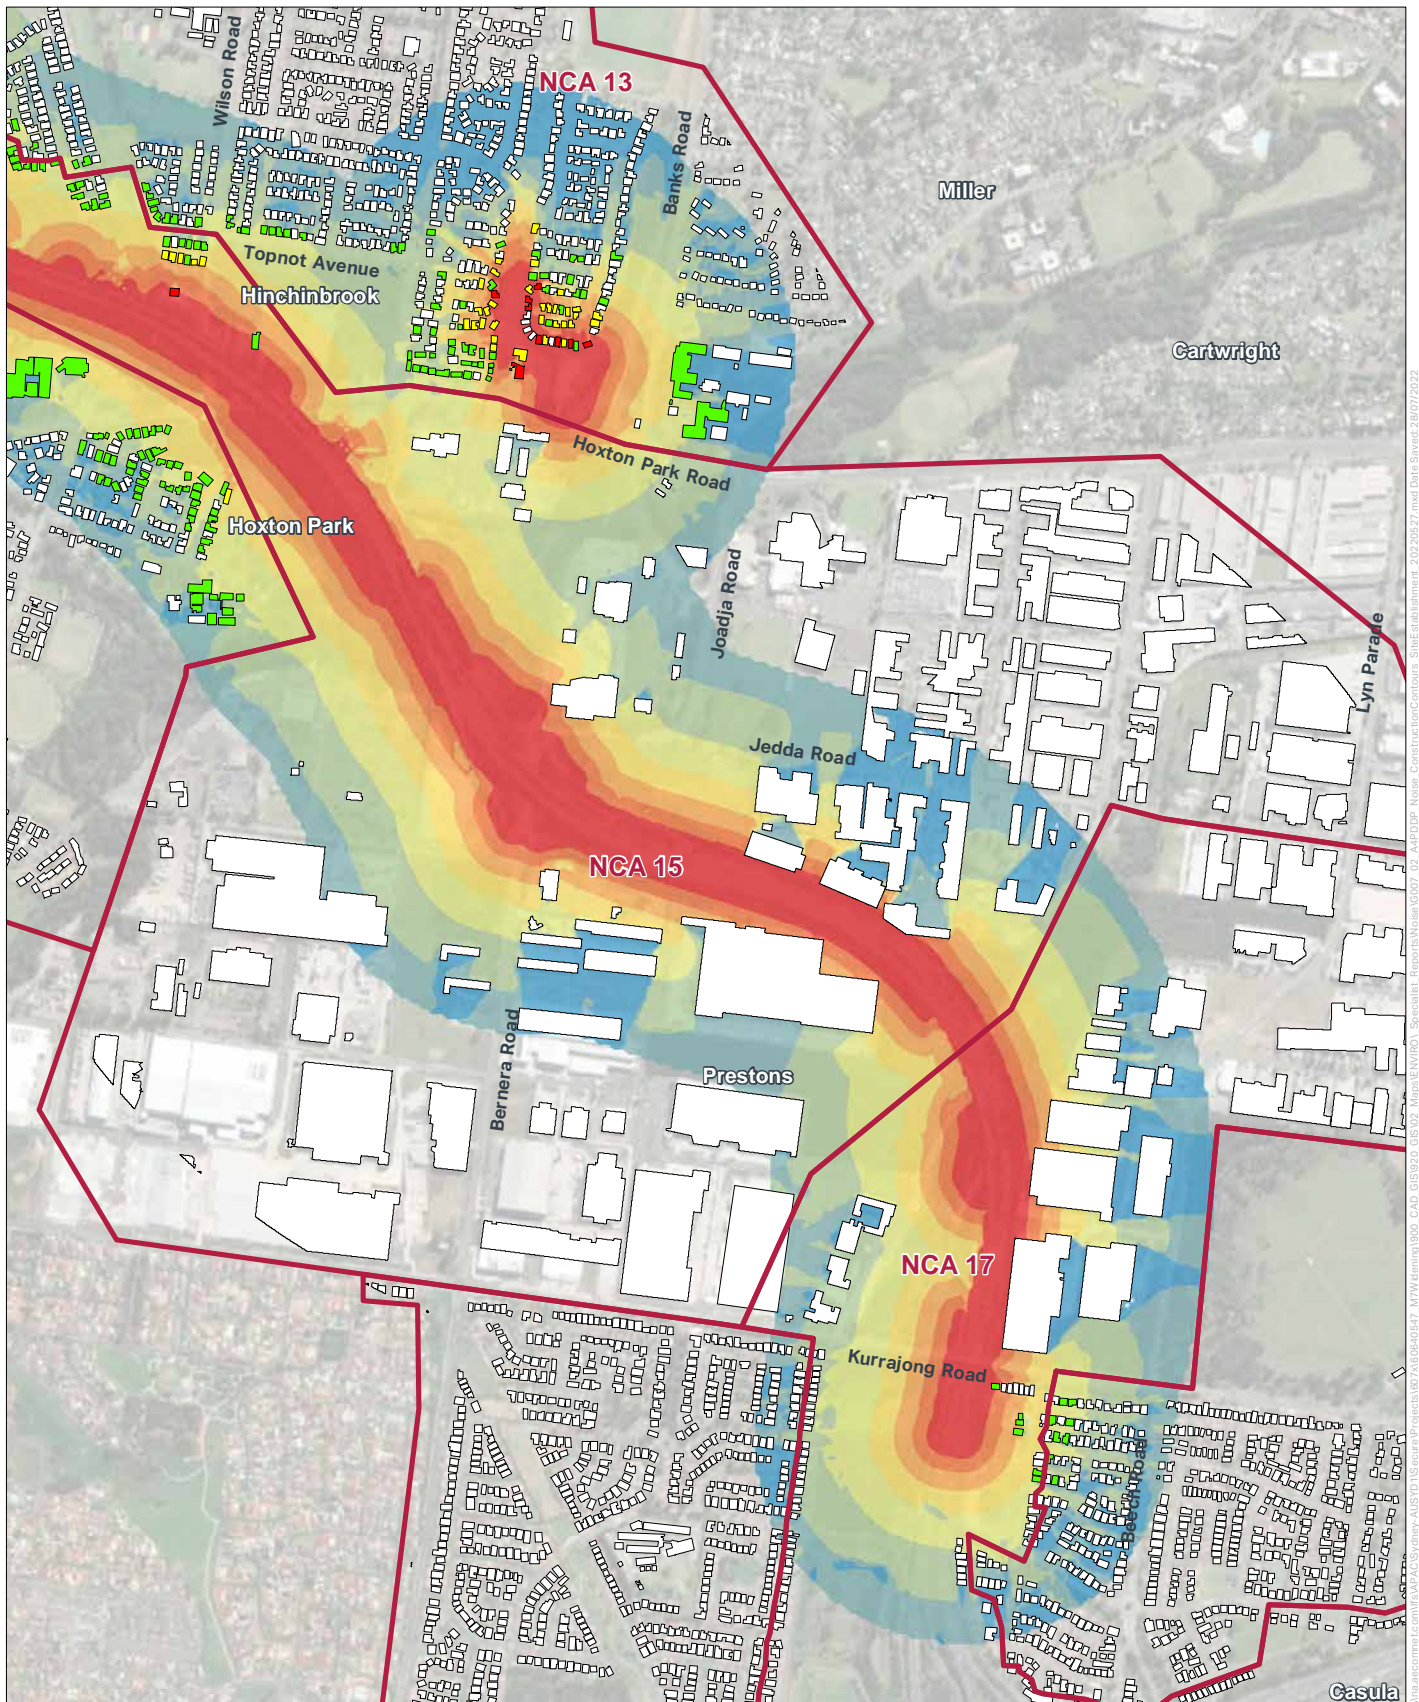 Wilson Road
NCA 13
Banks Road
Miller
Topnot Avenue
Hinchinbrook
Cartwright
Hoxton Park Road
Hoxton Park
Joadja Road
Lyn Parade
Jedda Road
NCA 15
Bernera Road
Prestons
NCA 17
Kurrajong Road
Beech Road
Casula